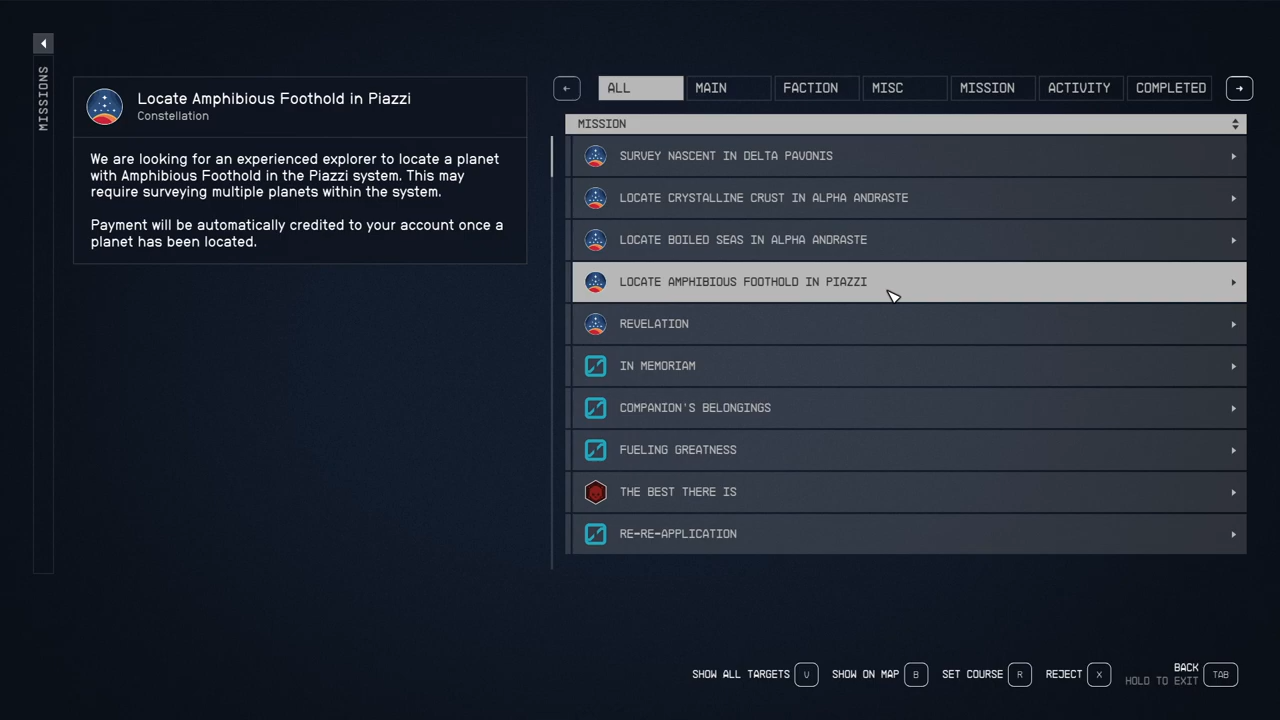 MISSIONS
Locate Amphibious Foothold in Piazzi
Constellation
We are looking for an experienced explorer to locate a planet
with Amphibious Foothold in the Piazzi system. This may
require surveying multiple planets within the system.
Payment will be automatically credited to your account once a
planet has been located.
ALL MAIN FACTION MISC MISSION ACTIVITY COMPLETED
MISSION
SURVEY NASCENT IN DELTA PAVONIS
LOCATE CRYSTALLINE CRUST IN ALPHA ANDRASTE
LOCATE BOILED SEAS IN ALPHA ANDRASTE
LOCATE AMPHIBIOUS FOOTHOLD IN PIAZZI
REVELATION
IN MEMORIAM
COMPANION'S BELONGINGS
FUELING GREATNESS
THE BEST THERE IS
RE-RE-APPLICATION
SHOW ALL TARGETS V SHOW ON MAP B SET COURSE R REJECT X BACK TAB
HOLD TO EXIT